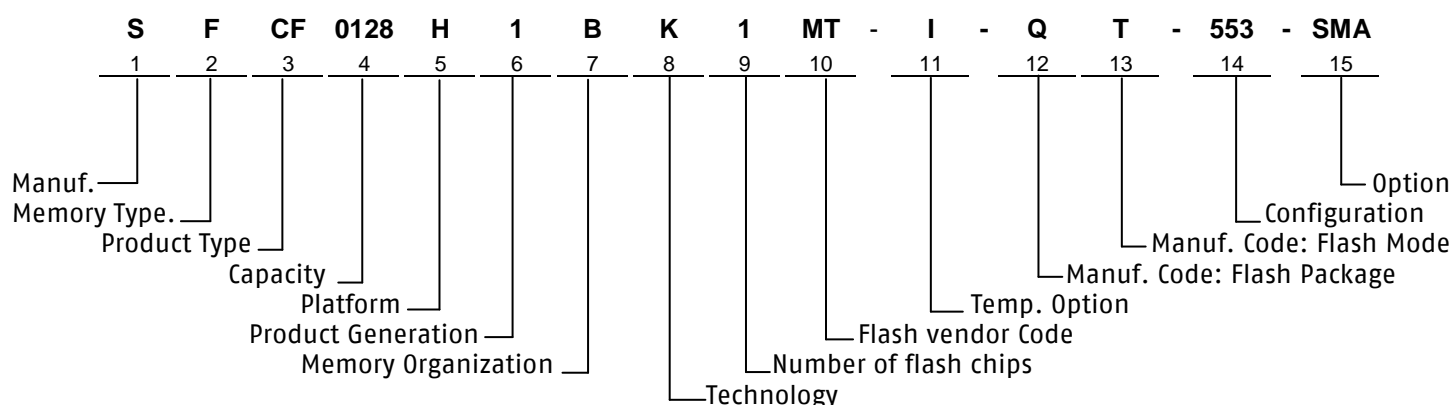 S F CF 0128 H 1 B K 1 MT - I - Q T - 553 - SMA
1 2 3 4 5 6 7 8 9 10 11 12 13 14 15
Manuf. Option
Memory Type. Configuration
Product Type Manuf. Code: Flash Mode
Capacity Manuf. Code: Flash Package
Platform Temp. Option
Product Generation Flash vendor Code
Memory Organization Number of flash chips
Technology